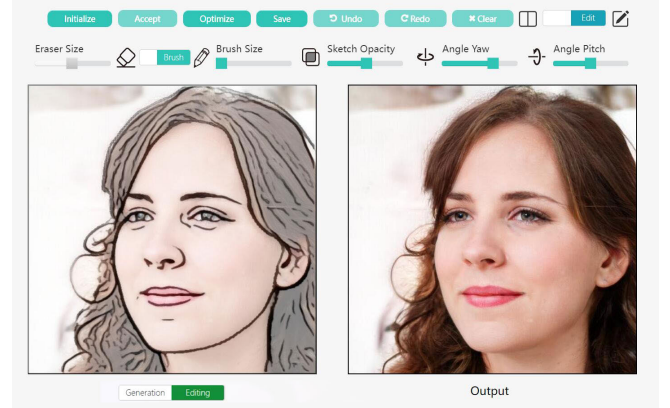 Initialize Accept Optimize Save Undo Redo Clear Edit
Eraser Size Brush Brush Size Sketch Opacity Angle Yaw Angle Pitch
Generation Editing Output